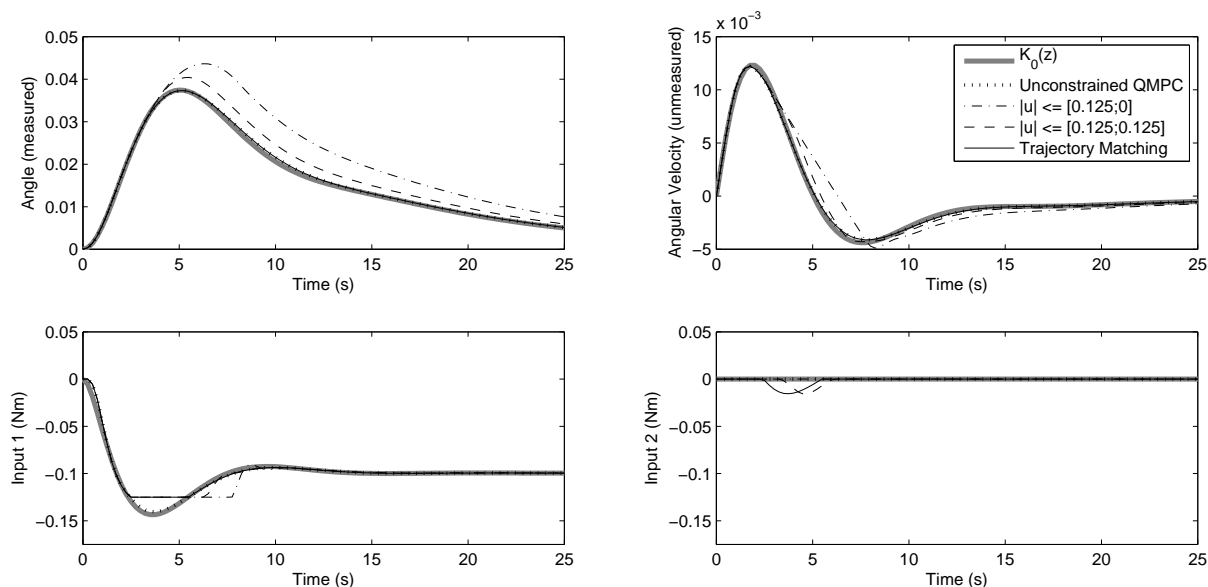 0.05
0.04
0.03
0.02
0.01
0
Angle (measured)
0 5 10 15 20 25
Time (s)
x 10⁻³
15
10
5
0
−5
Angular Velocity (unmeasured)
K₀(z)
Unconstrained QMPC
|u| <= [0.125;0]
|u| <= [0.125;0.125]
Trajectory Matching
0 5 10 15 20 25
Time (s)
0.05
0
−0.05
−0.1
−0.15
Input 1 (Nm)
0 5 10 15 20 25
Time (s)
0.05
0
−0.05
−0.1
−0.15
Input 2 (Nm)
0 5 10 15 20 25
Time (s)